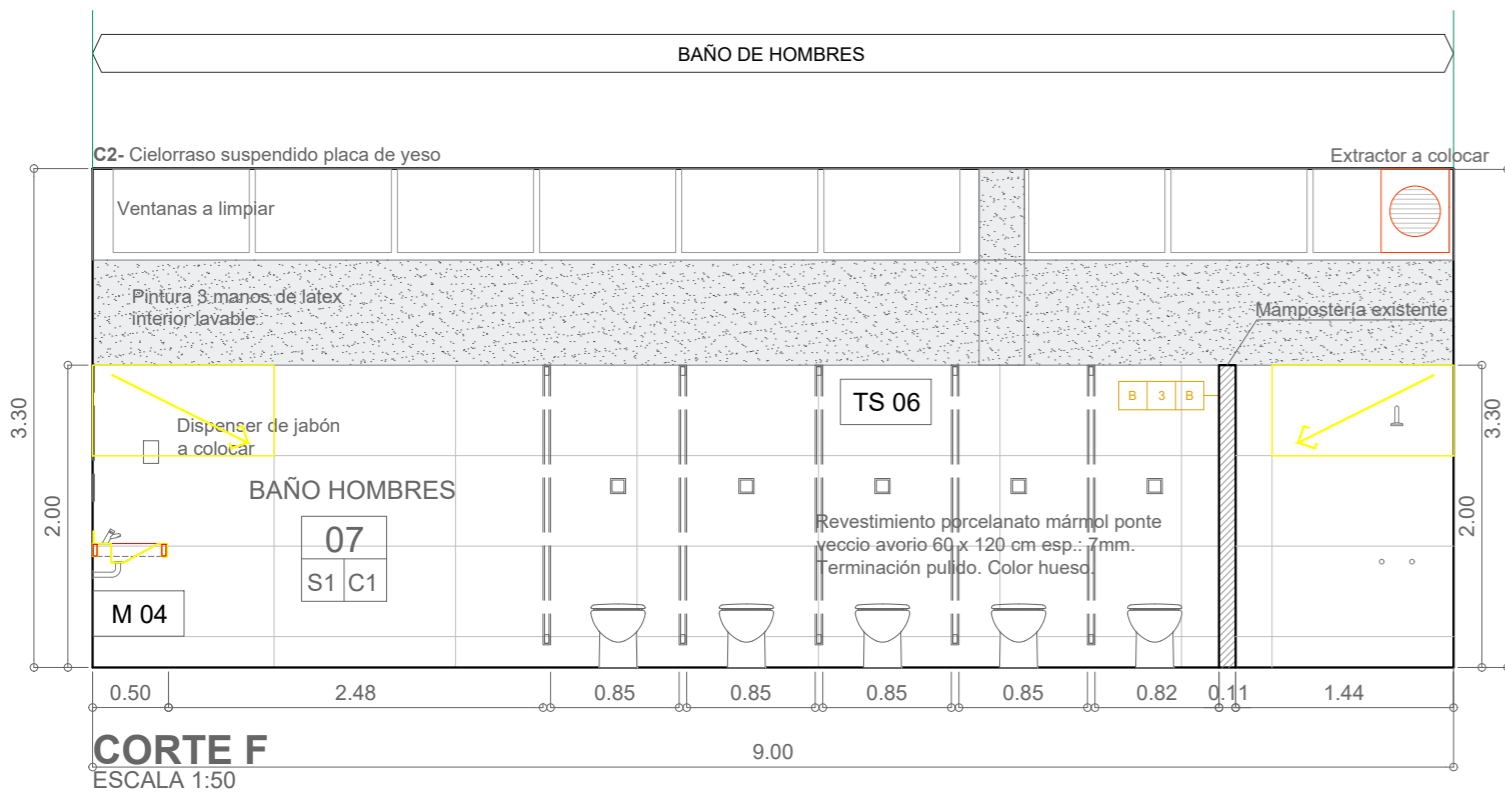 BAÑO DE HOMBRES
C2- Cielorraso suspendido placa de yeso
Extractor a colocar
Ventanas a limpiar
Pintura 3 manos de latex
interior lavable
Mampostería existente
3.30
2.00
Dispenser de jabón
a colocar
TS 06
B 3 B
3.30
2.00
BAÑO HOMBRES
07
S1 C1
M 04
Revestimiento porcelanato mármol ponte
veccio avorio 60 x 120 cm esp.: 7mm.
Terminación pulido. Color hueso.
0.50 2.48 0.85 0.85 0.85 0.85 0.82 0.11 1.44
9.00
CORTE F
ESCALA 1:50